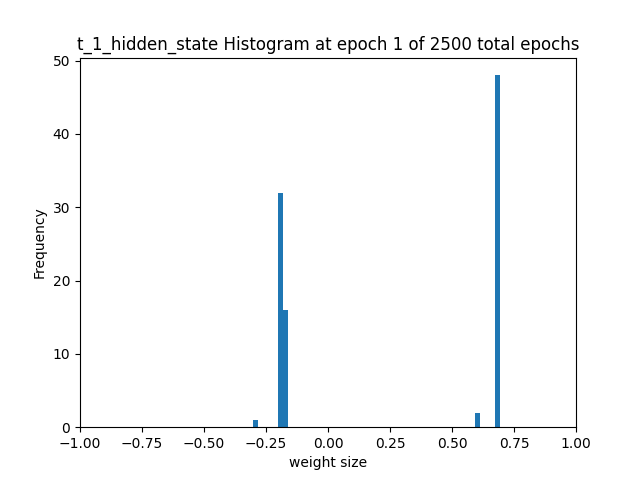 t_1_hidden_state Histogram at epoch 1 of 2500 total epochs
50
40
30
20
10
0
Frequency
−1.00 −0.75 −0.50 −0.25 0.00 0.25 0.50 0.75 1.00
weight size